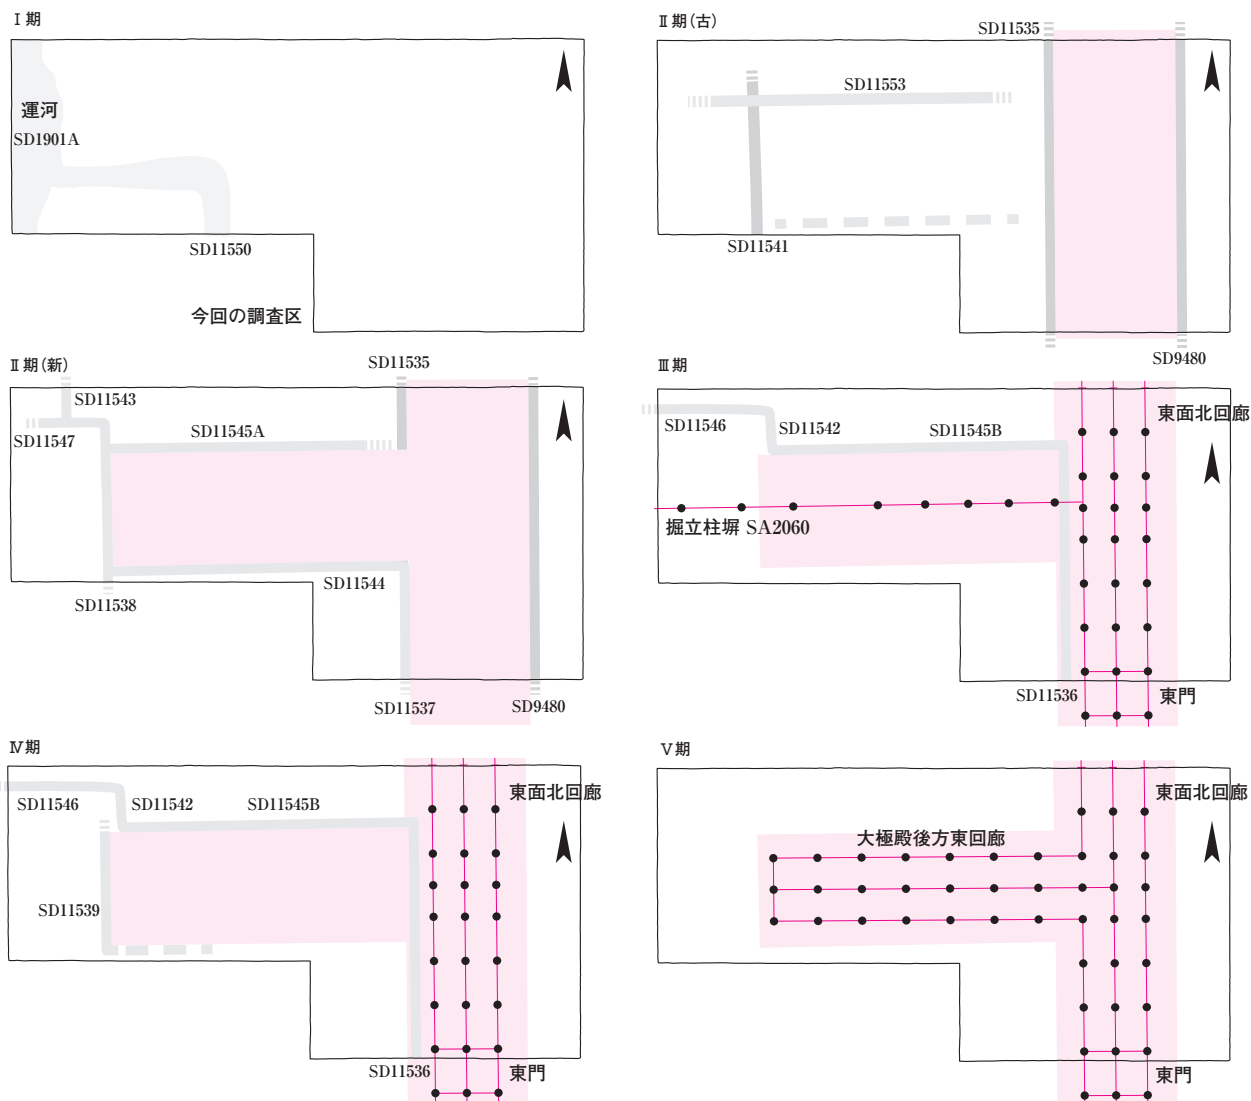 Ⅰ期
運河
SD1901A
SD11550
今回の調査区
Ⅱ期(古)
SD11535
SD11553
SD11541
SD9480
Ⅱ期(新)
SD11535
SD11543
SD11547
SD11545A
SD11544
SD11538
SD11537
SD9480
Ⅲ期
東面北回廊
SD11546
SD11542
SD11545B
掘立柱塀 SA2060
SD11536
東門
Ⅳ期
東面北回廊
SD11546
SD11542
SD11545B
SD11539
SD11536
東門
Ⅴ期
東面北回廊
大極殿後方東回廊
東門